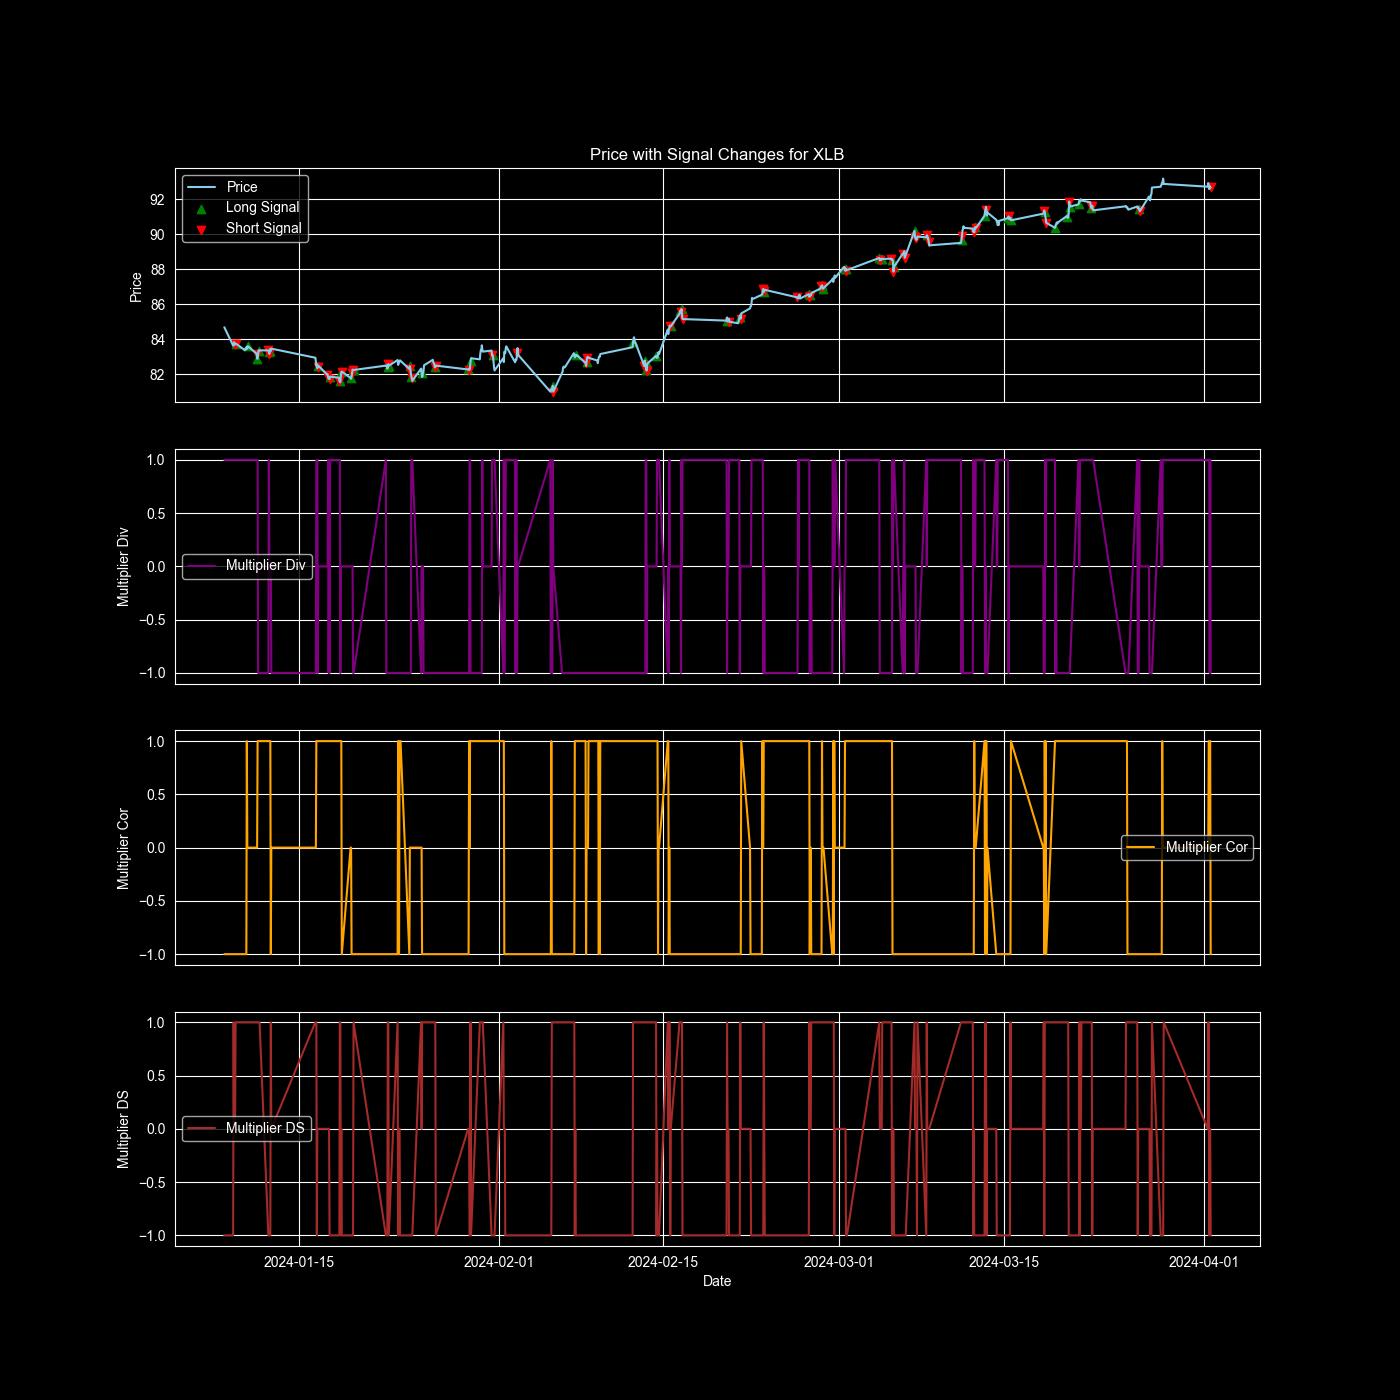 Price with Signal Changes for XLB
Price
Long Signal
Short Signal
92
90
88
86
84
82
Price
1.0
0.5
0.0
−0.5
−1.0
Multiplier Div
Multiplier Div
1.0
0.5
0.0
−0.5
−1.0
Multiplier Cor
Multiplier Cor
1.0
0.5
0.0
−0.5
−1.0
Multiplier DS
Multiplier DS
2024-01-15 2024-02-01 2024-02-15 2024-03-01 2024-03-15 2024-04-01
Date